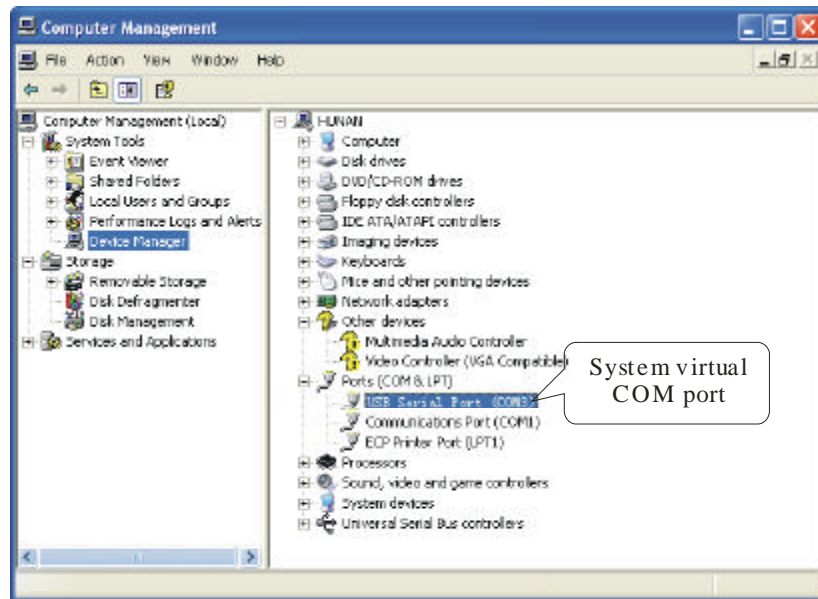 Computer Management
File Action View Window Help
Computer Management (Local)
System Tools
Event Viewer
Shared Folders
Local Users and Groups
Performance Logs and Alerts
Device Manager
Storage
Removable Storage
Disk Defragmenter
Disk Management
Services and Applications
HUNAN
Computer
Disk drives
DVD/CD-ROM drives
Floppy disk controllers
IDE ATA/ATAPI controllers
Imaging devices
Keyboards
Mice and other pointing devices
Network adapters
Other devices
Multimedia Audio Controller
Video Controller (VGA Compatible)
Ports (COM & LPT)
USB Serial Port (COM3)
Communications Port (COM1)
ECP Printer Port (LPT1)
Processors
Sound, video and game controllers
System devices
Universal Serial Bus controllers
System virtual
COM port